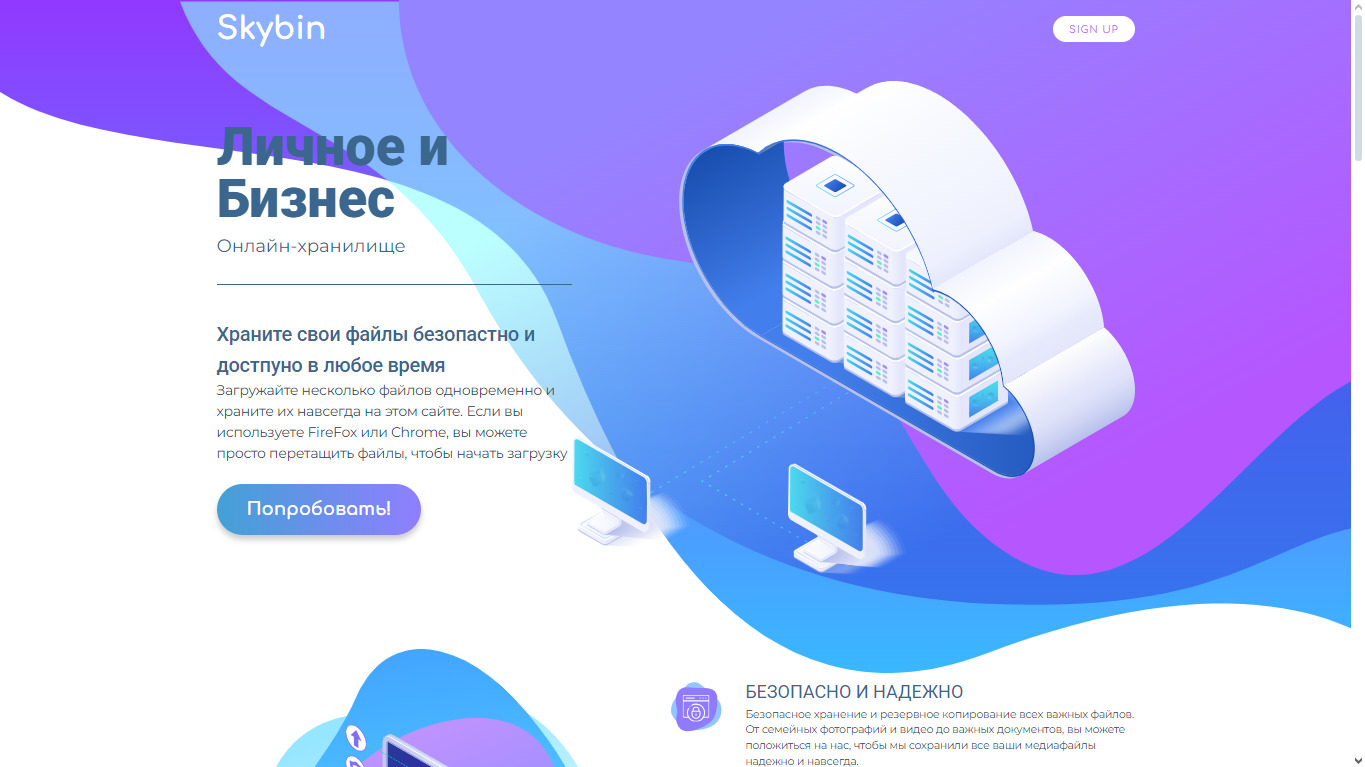 Skybin
SIGN UP
Личное и
Бизнес
Онлайн-хранилище
Храните свои файлы безопастно и
достпуно в любое время
Загружайте несколько файлов одновременно и
храните их навсегда на этом сайте. Если вы
используете FireFox или Chrome, вы можете
просто перетащить файлы, чтобы начать загрузку
Попробовать!
БЕЗОПАСНО И НАДЕЖНО
Безопасное хранение и резервное копирование всех важных файлов.
От семейных фотографий и видео до важных документов, вы можете
положиться на нас, чтобы мы сохранили все ваши медиафайлы
надежно и навсегда.